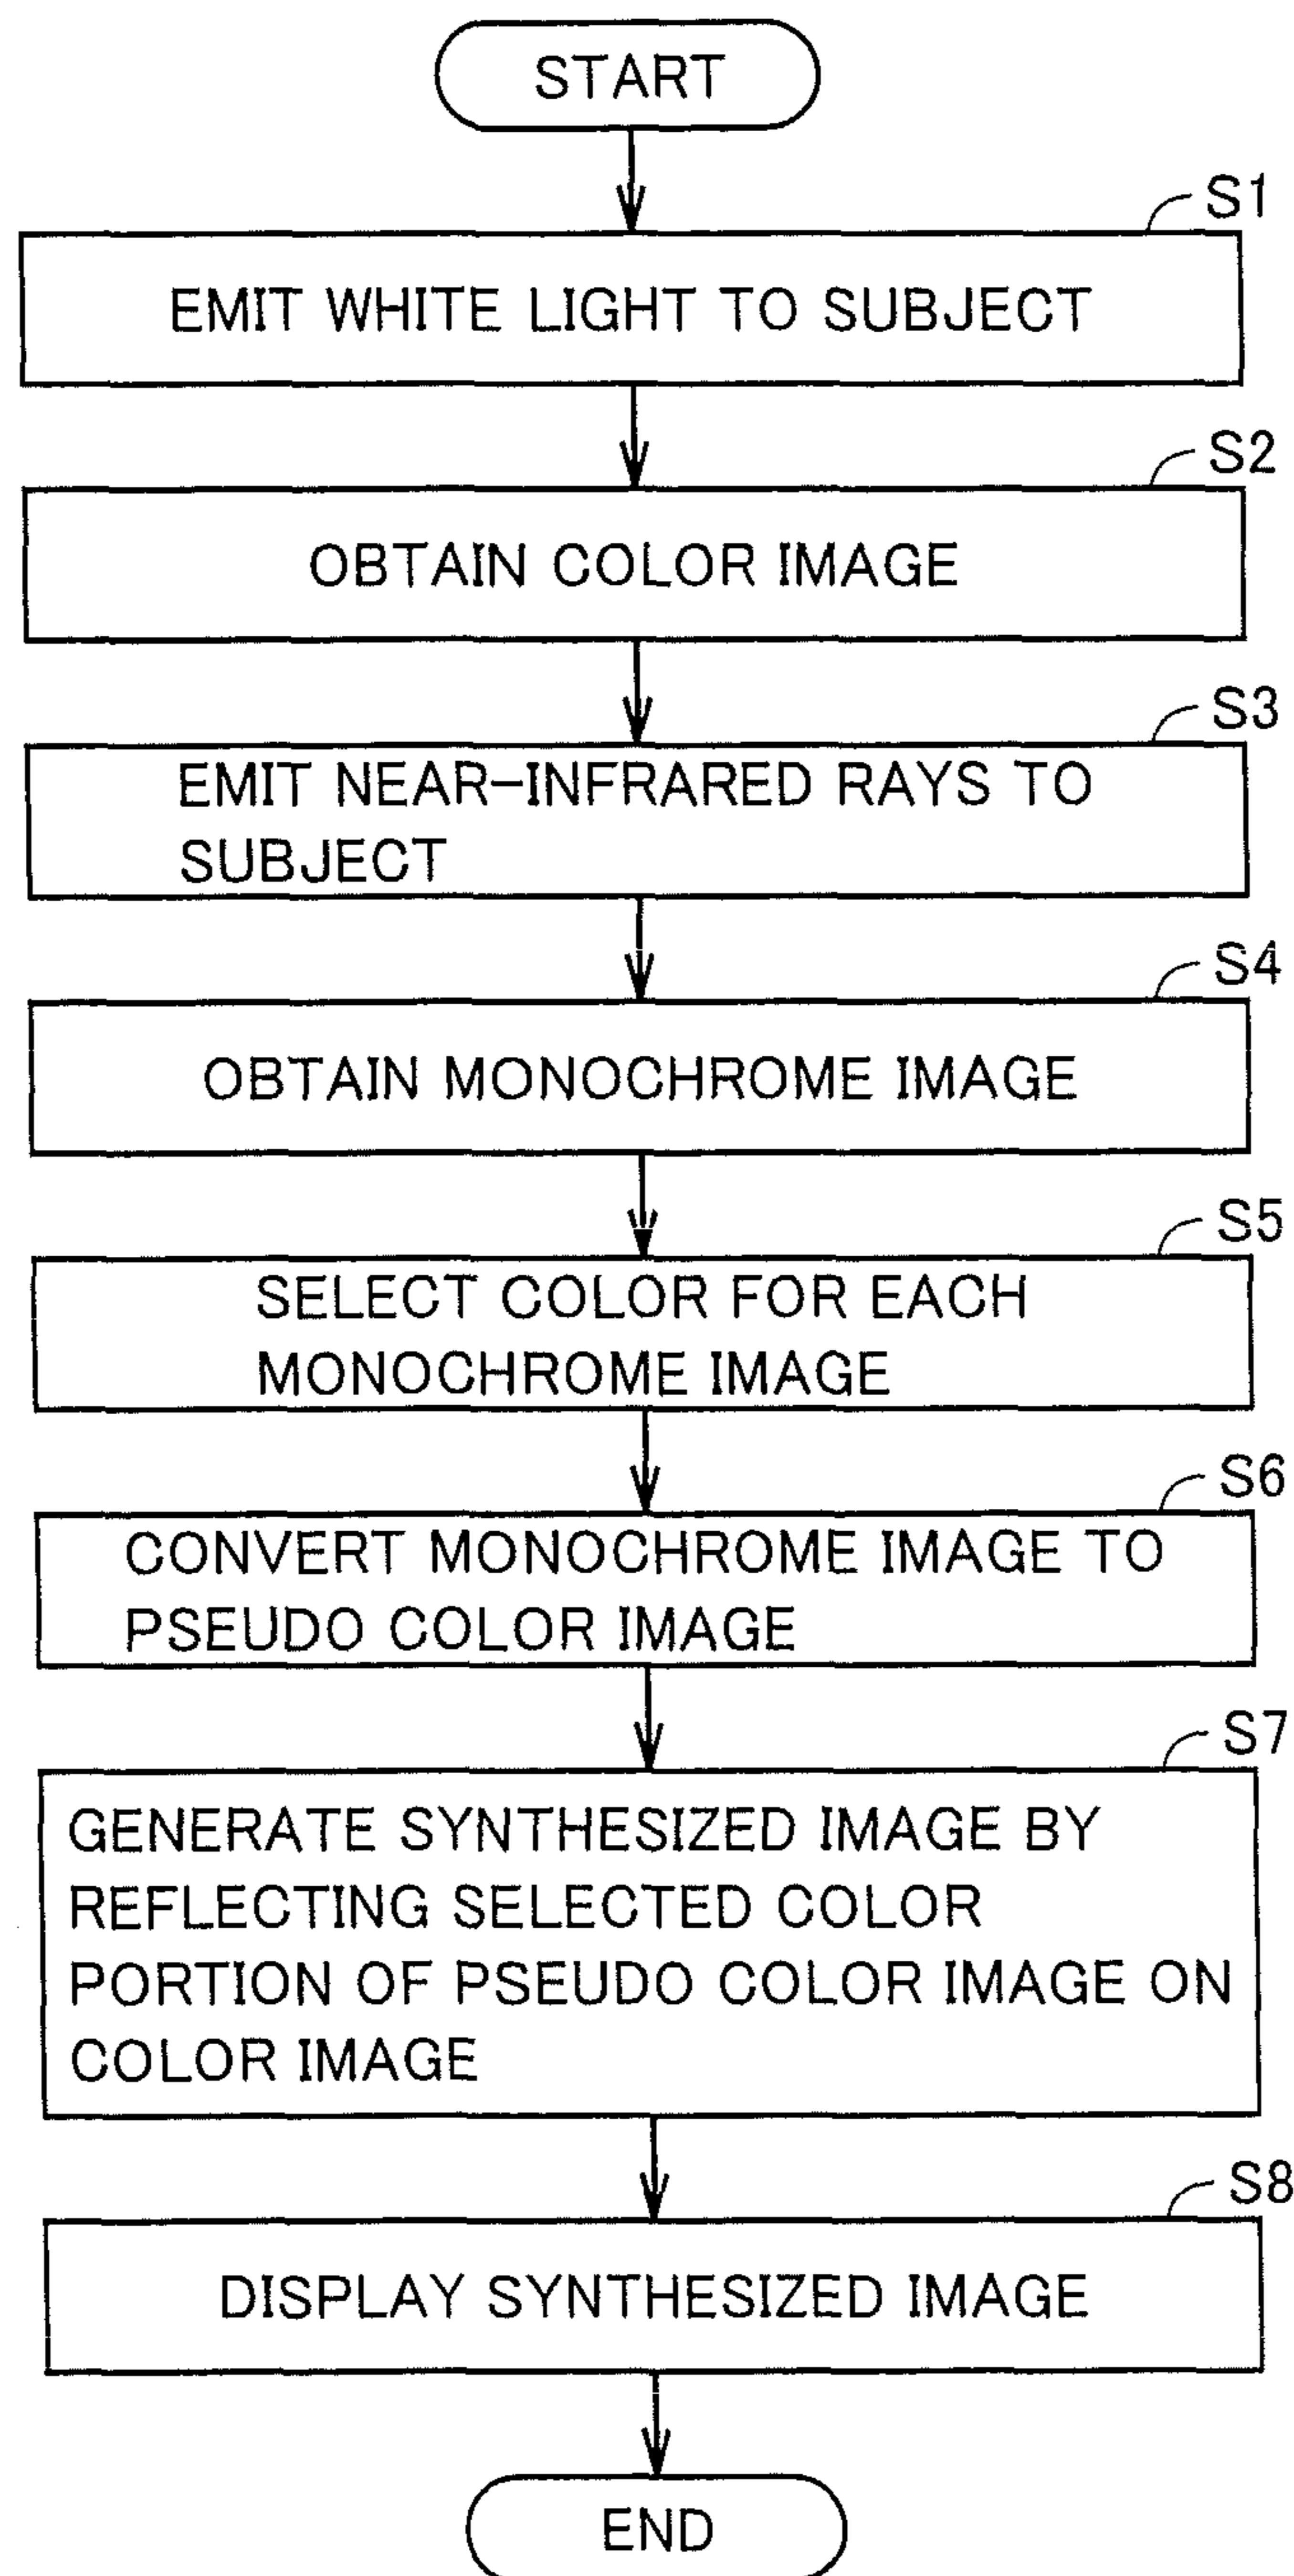 START
S1
EMIT WHITE LIGHT TO SUBJECT
S2
OBTAIN COLOR IMAGE
S3
EMIT NEAR-INFRARED RAYS TO
SUBJECT
S4
OBTAIN MONOCHROME IMAGE
S5
SELECT COLOR FOR EACH
MONOCHROME IMAGE
S6
CONVERT MONOCHROME IMAGE TO
PSEUDO COLOR IMAGE
S7
GENERATE SYNTHESIZED IMAGE BY
REFLECTING SELECTED COLOR
PORTION OF PSEUDO COLOR IMAGE ON
COLOR IMAGE
S8
DISPLAY SYNTHESIZED IMAGE
END